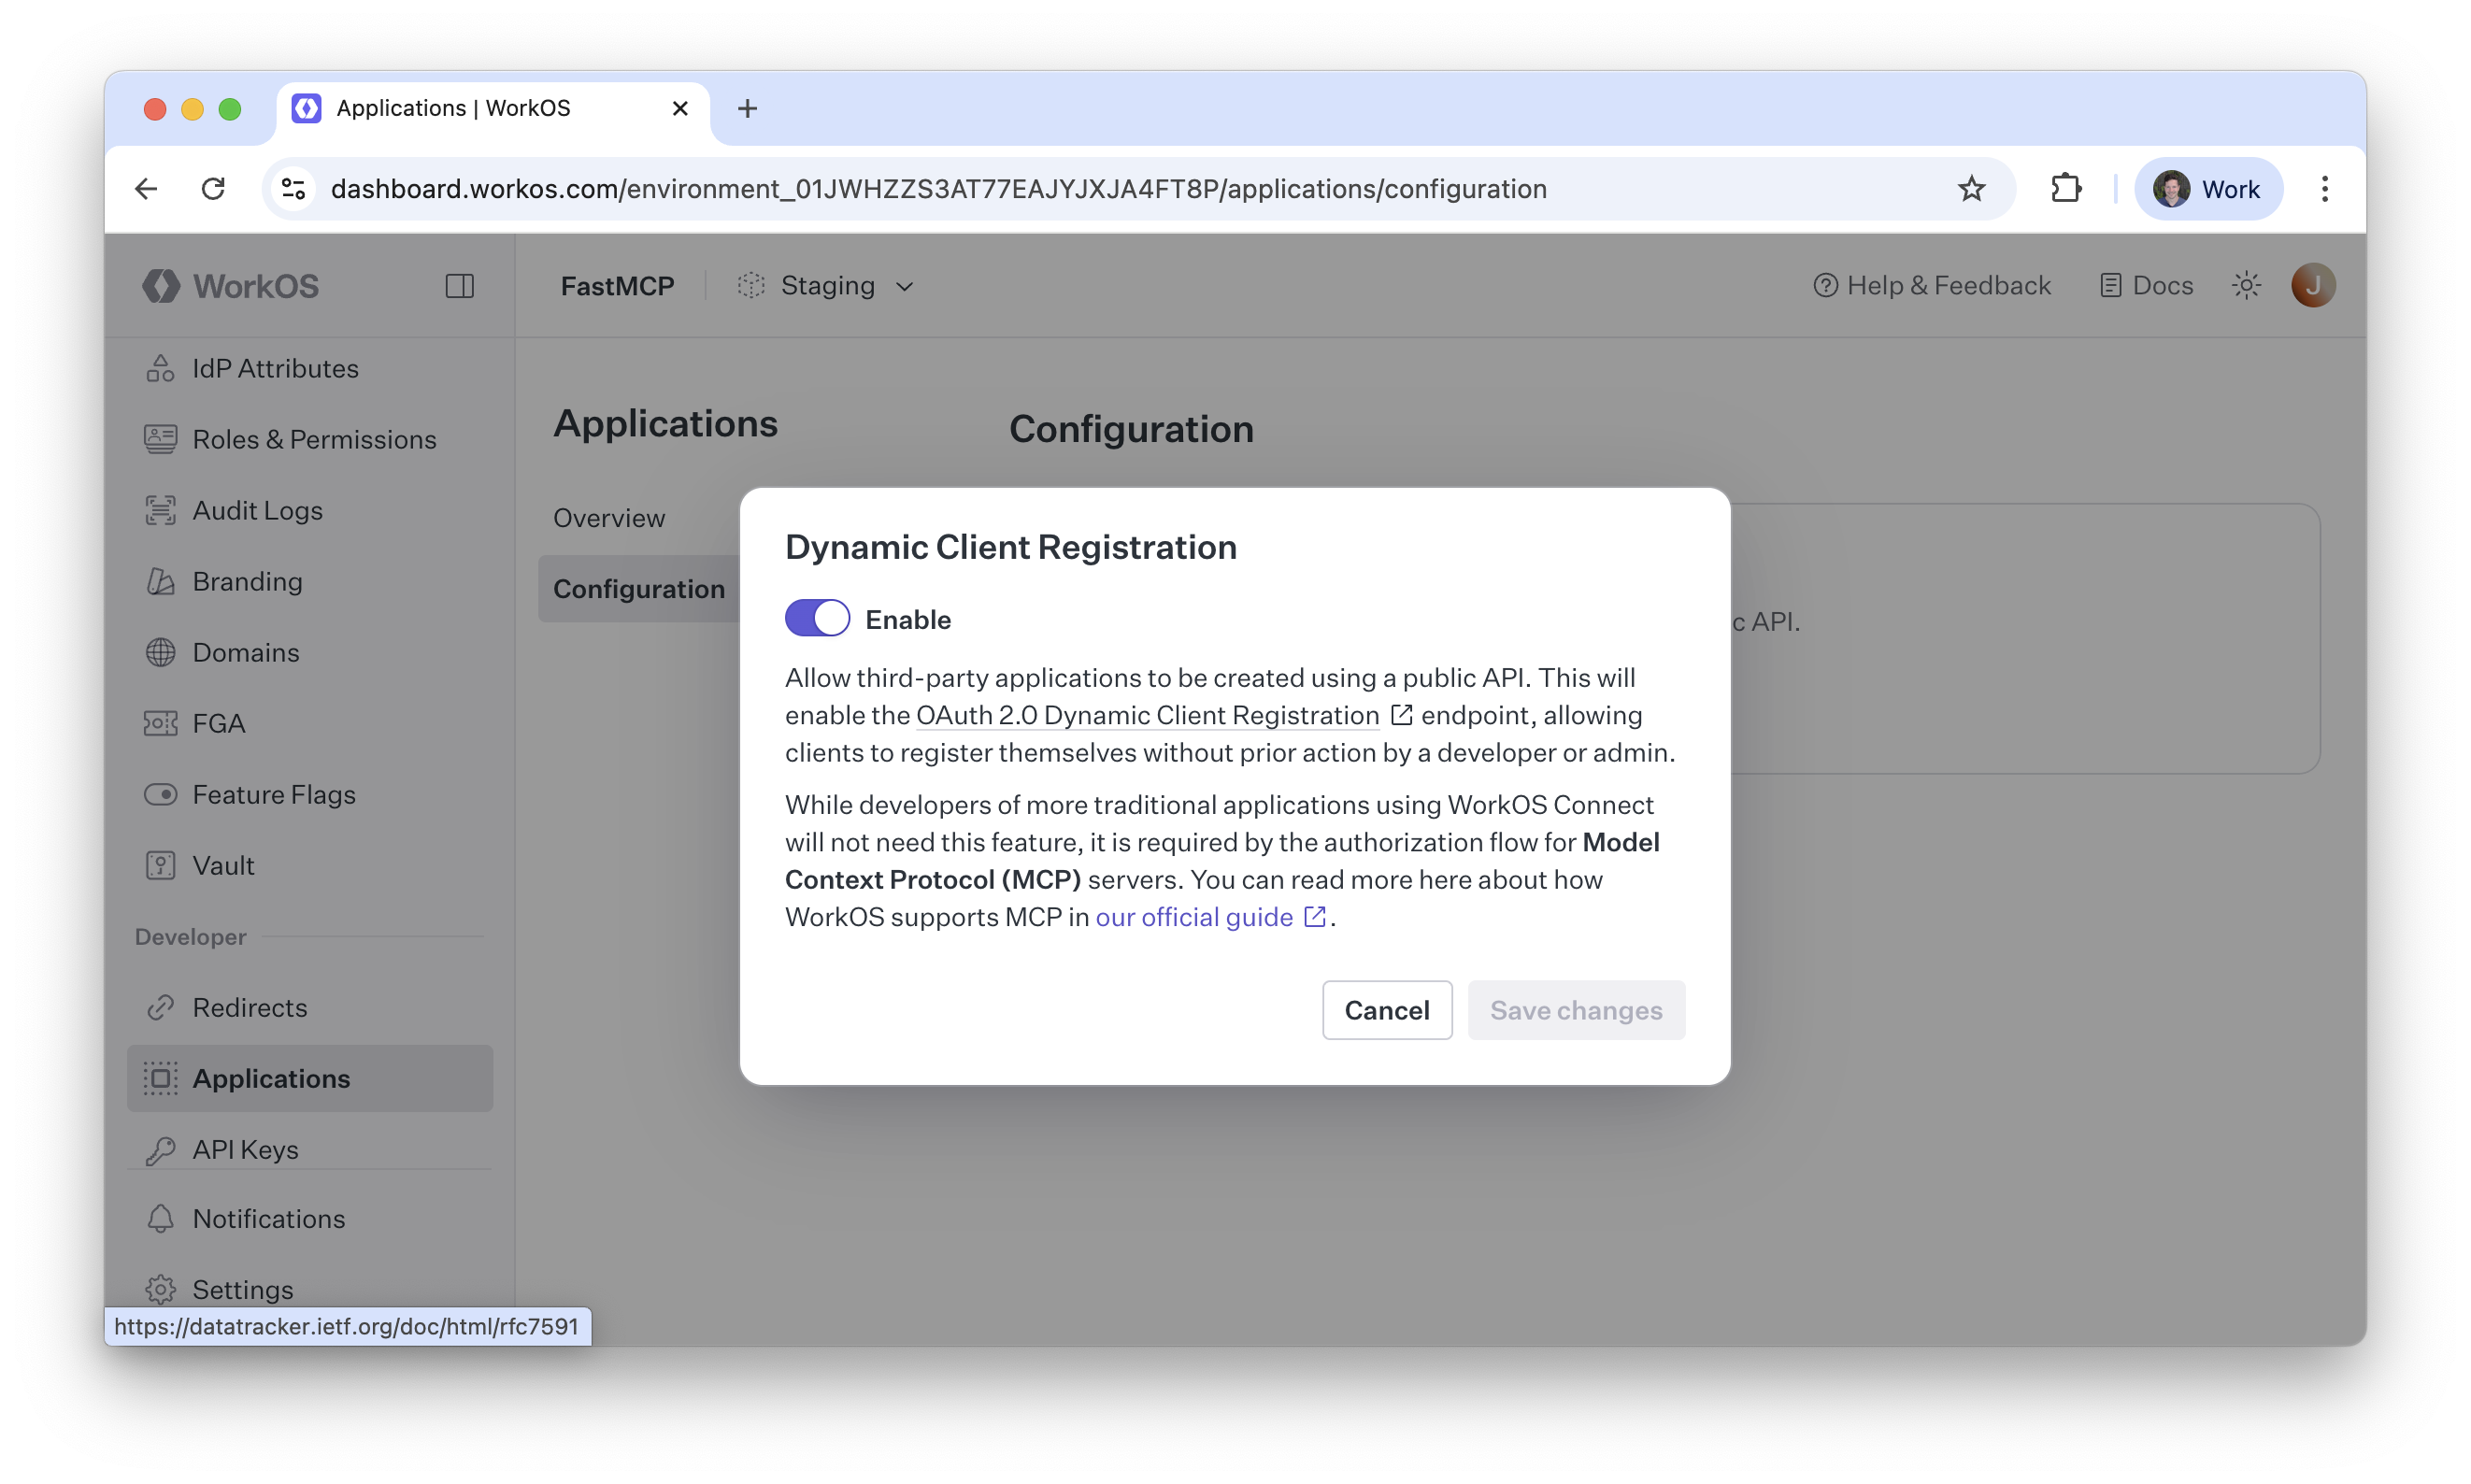 Applications | WorkOS
dashboard.workos.com/environment_01JWHZZS3AT77EAJYJXJA4FT8P/applications/configuration
Work
WorkOS
FastMCP
Staging
Help & Feedback
Docs
J
IdP Attributes
Roles & Permissions
Audit Logs
Branding
Domains
FGA
Feature Flags
Vault
Developer
Redirects
Applications
API Keys
Notifications
Settings
https://datatracker.ietf.org/doc/html/rfc7591
Applications
Overview
Configuration
Configuration
c API.
Dynamic Client Registration
Enable
Allow third-party applications to be created using a public API. This will
enable the OAuth 2.0 Dynamic Client Registration endpoint, allowing
clients to register themselves without prior action by a developer or admin.
While developers of more traditional applications using WorkOS Connect
will not need this feature, it is required by the authorization flow for Model
Context Protocol (MCP) servers. You can read more here about how
WorkOS supports MCP in our official guide .
Cancel
Save changes